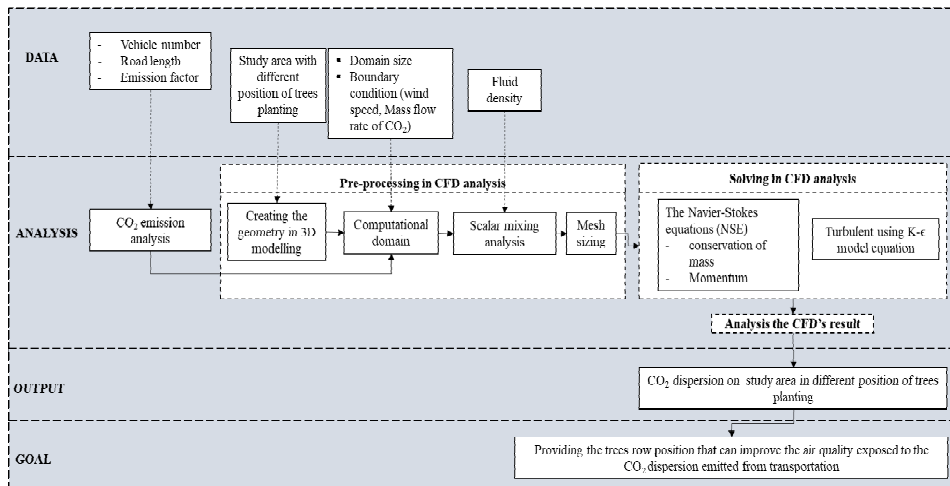 DATA
- Vehicle number
- Road length
- Emission factor
Study area with
different
position of trees
planting
▪ Domain size
▪ Boundary
condition (wind
speed, Mass flow
rate of CO₂)
Fluid
density
ANALYSIS
Pre-processing in CFD analysis
Solving in CFD analysis
CO₂ emission
analysis
Creating the
geometry in 3D
modelling
Computational
domain
Scalar mixing
analysis
Mesh
sizing
The Navier-Stokes
equations (NSE)
- conservation of
mass
- Momentum
Turbulent using K-ϵ
model equation
Analysis the CFD's result
OUTPUT
CO₂ dispersion on study area in different position of trees
planting
GOAL
Providing the trees row position that can improve the air quality exposed to the
CO₂ dispersion emitted from transportation